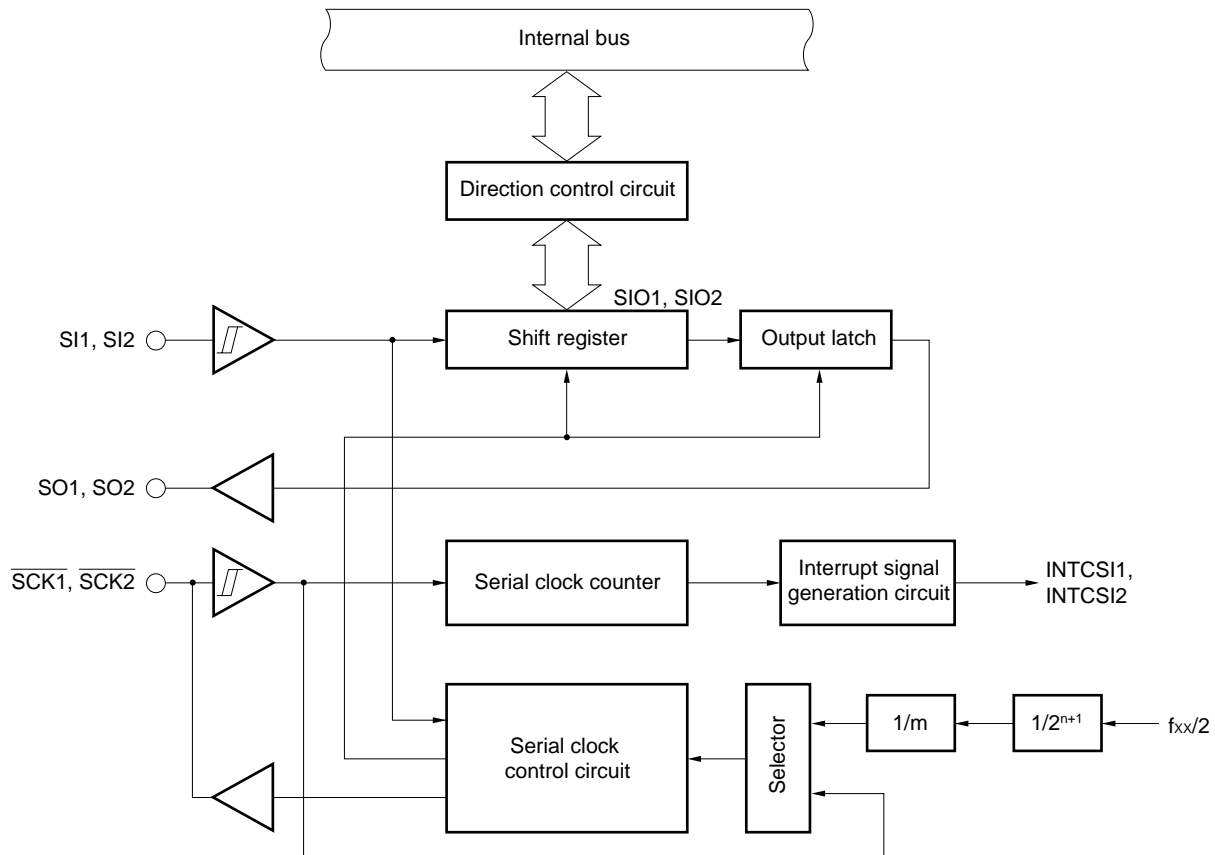 Internal bus
Direction control circuit
SIO1, SIO2
SI1, SI2
Shift register
Output latch
SO1, SO2
SCK1, SCK2
Serial clock counter
Interrupt signal
generation circuit
INTCSI1,
INTCSI2
Serial clock
control circuit
Selector
1/m
1/2ⁿ⁺¹
fxx/2